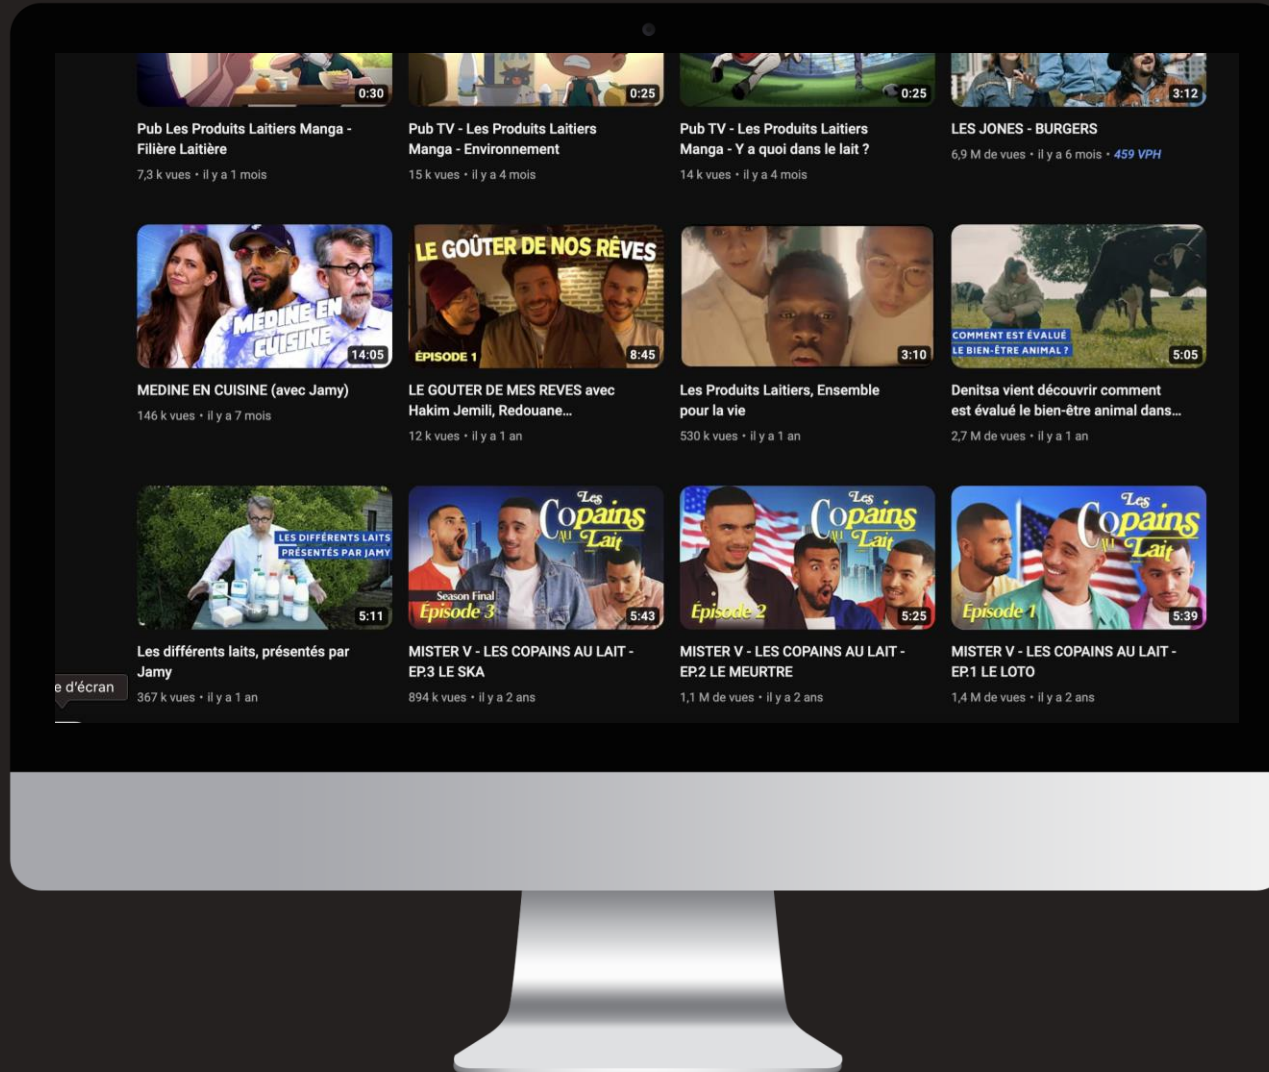 0:30
0:25
0:25
3:12
Pub Les Produits Laitiers Manga -
Filière Laitière
7,3 k vues • il y a 1 mois
Pub TV - Les Produits Laitiers
Manga - Environnement
15 k vues • il y a 4 mois
Pub TV - Les Produits Laitiers
Manga - Y a quoi dans le lait ?
14 k vues • il y a 4 mois
LES JONES - BURGERS
6,9 M de vues • il y a 6 mois • 459 VPH
MÉDINE EN
CUISINE
14:05
LE GOÛTER DE NOS RÊVES
ÉPISODE 1
8:45
3:10
COMMENT EST ÉVALUÉ
LE BIEN-ÊTRE ANIMAL ?
5:05
MEDINE EN CUISINE (avec Jamy)
146 k vues • il y a 7 mois
LE GOUTER DE MES REVES avec
Hakim Jemili, Redouane...
12 k vues • il y a 1 an
Les Produits Laitiers, Ensemble
pour la vie
530 k vues • il y a 1 an
Denitsa vient découvrir comment
est évalué le bien-être animal dans...
2,7 M de vues • il y a 1 an
LES DIFFÉRENTS LAITS
PRÉSENTÉS PAR JAMY
5:11
Les
Copains
AU Lait
Season Final
Épisode 3
5:43
Les
Copains
AU Lait
Épisode 2
5:25
Les
Copains
AU Lait
Épisode 1
5:39
Les différents laits, présentés par
Jamy
367 k vues • il y a 1 an
MISTER V - LES COPAINS AU LAIT -
EP.3 LE SKA
894 k vues • il y a 2 ans
MISTER V - LES COPAINS AU LAIT -
EP.2 LE MEURTRE
1,1 M de vues • il y a 2 ans
MISTER V - LES COPAINS AU LAIT -
EP.1 LE LOTO
1,4 M de vues • il y a 2 ans
e d'écran